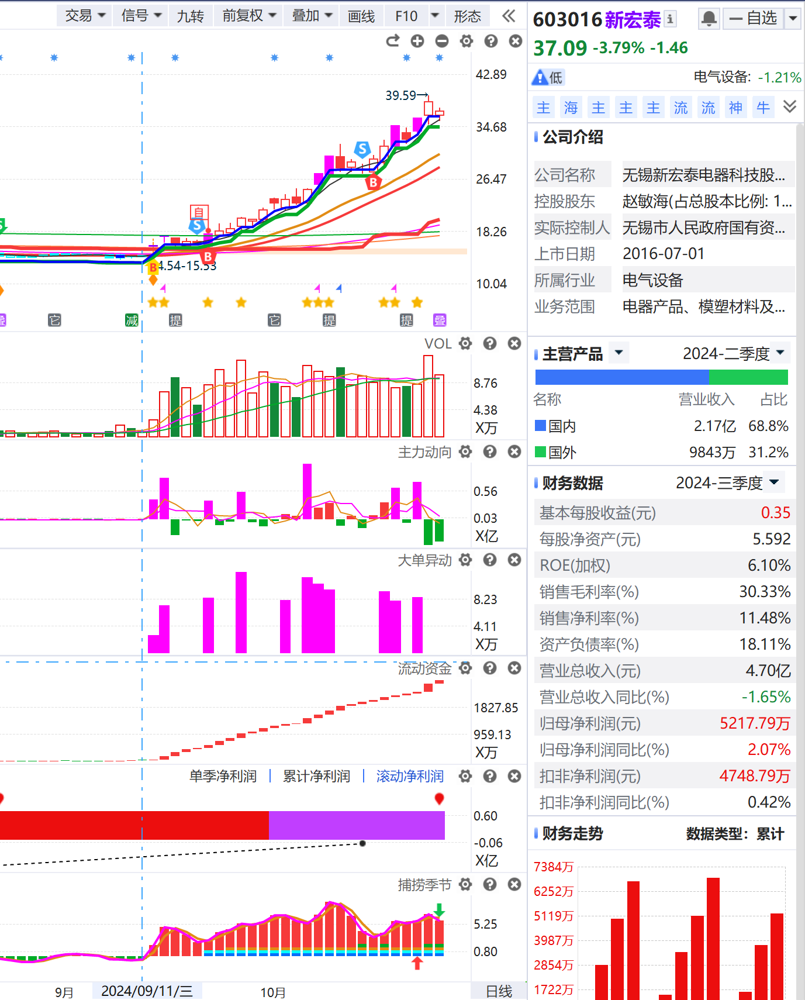 交易 信号 九转 前复权 叠加 画线 F10 形态
603016 新宏泰
自选
37.09 -3.79% -1.46
低 电气设备: -1.21%
主 海 主 主 主 流 流 神 牛
公司介绍
公司名称 无锡新宏泰电器科技股...
控股股东 赵敏海(占总股本比例: 1...
实际控制人 无锡市人民政府国有资...
上市日期 2016-07-01
所属行业 电气设备
业务范围 电器产品、模塑材料及...
主营产品 2024-二季度
名称 营业收入 占比
国内 2.17亿 68.8%
国外 9843万 31.2%
财务数据 2024-三季度
基本每股收益(元) 0.35
每股净资产(元) 5.592
ROE(加权) 6.10%
销售毛利率(%) 30.33%
销售净利率(%) 11.48%
资产负债率(%) 18.11%
营业总收入(元) 4.70亿
营业总收入同比(%) -1.65%
归母净利润(元) 5217.79万
归母净利润同比(%) 2.07%
扣非净利润(元) 4748.79万
扣非净利润同比(%) 0.42%
财务走势 数据类型: 累计
7384万
6252万
5119万
3987万
2854万
1722万
42.89
39.59→
34.68
S
26.47
B
自
S
18.26
S
B
B
4.54-15.53
10.04
叠 它 减 提 它 提 提 叠
VOL
8.76
4.38
X万
主力动向
0.56
0.03
X亿
大单异动
8.23
4.11
X万
流动资金
1827.85
959.13
X万
单季净利润 累计净利润 滚动净利润
0.60
-0.06
X亿
捕捞季节
5.25
0.80
9月 2024/09/11/三 10月 日线